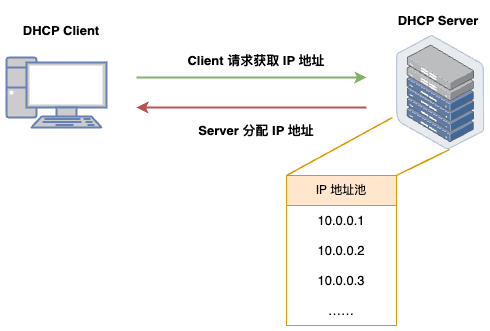 DHCP Client
DHCP Server
Client 请求获取 IP 地址
Server 分配 IP 地址
IP 地址池
10.0.0.1
10.0.0.2
10.0.0.3
……